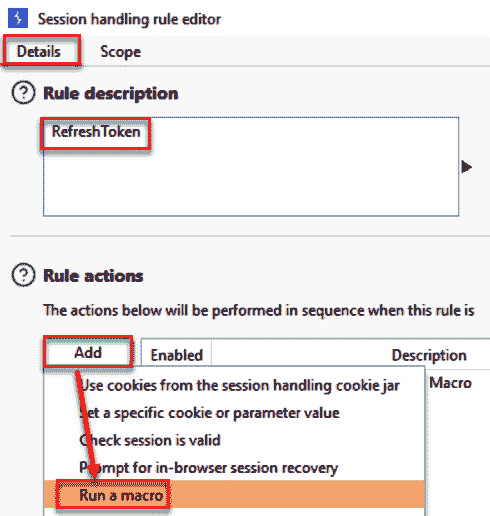 Session handling rule editor
Details Scope
Rule description
RefreshToken
Rule actions
The actions below will be performed in sequence when this rule is
Add Enabled Description
Use cookies from the session handling cookie jar Macro
Set a specific cookie or parameter value
Check session is valid
Prompt for in-browser session recovery
Run a macro